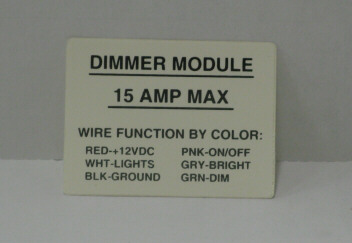 DIMMER MODULE
15 AMP MAX
WIRE FUNCTION BY COLOR:
RED-+12VDC PNK-ON/OFF
WHT-LIGHTS GRY-BRIGHT
BLK-GROUND GRN-DIM